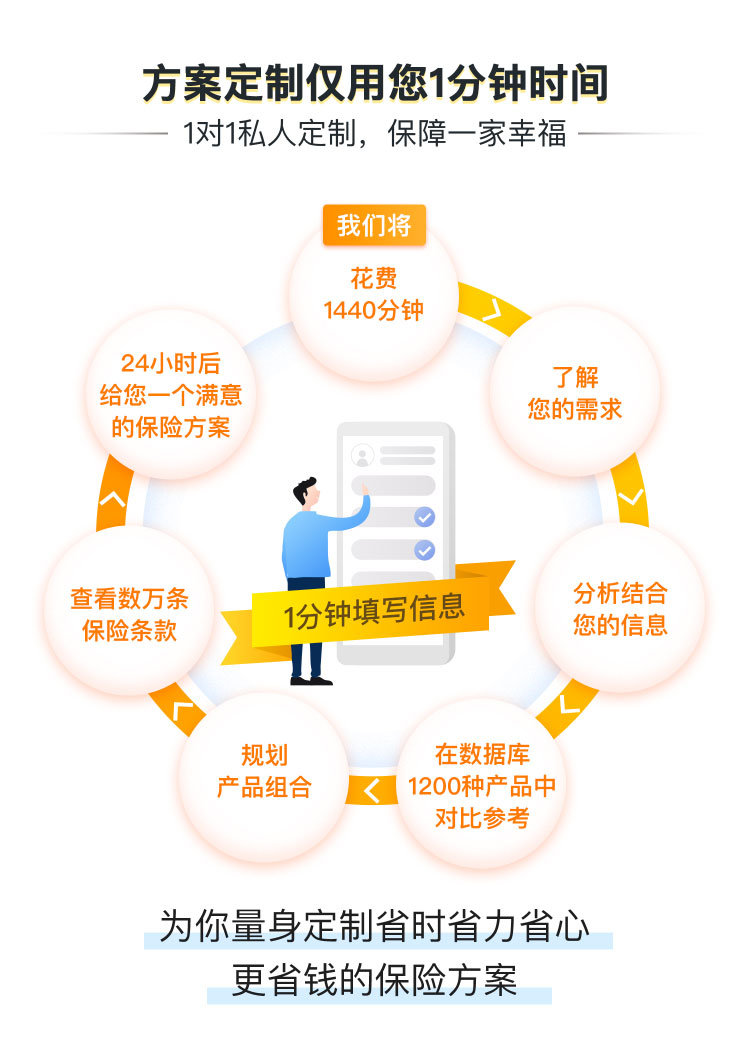 方案定制仅用您1分钟时间
1对1私人定制，保障一家幸福
我们将
花费
1440分钟
了解
您的需求
分析结合
您的信息
在数据库
1200种产品中
对比参考
规划
产品组合
查看数万条
保险条款
24小时后
给您一个满意
的保险方案
1分钟填写信息
为你量身定制省时省力省心
更省钱的保险方案